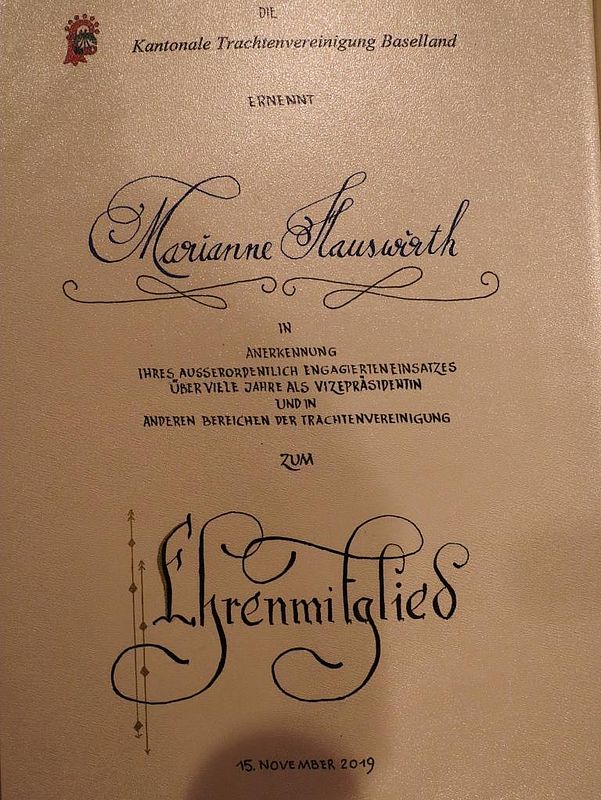 DIE
Kantonale Trachtenvereinigung Baselland
ERNENNT
Marianne Hauswirth
IN
ANERKENNUNG
IHRES AUSSERORDENTLICH ENGAGIERTEN EINSATZES
ÜBER VIELE JAHRE ALS VIZEPRÄSIDENTIN
UND IN
ANDEREN BEREICHEN DER TRACHTENVEREINIGUNG
ZUM
Ehrenmitglied
15. NOVEMBER 2019